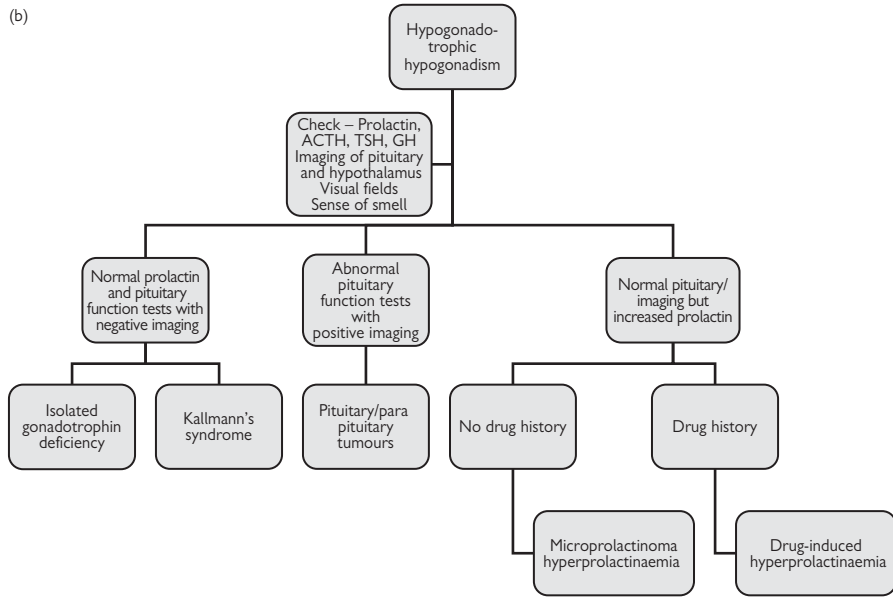 (b)
Hypogonado-
trophic
hypogonadism
Check – Prolactin,
ACTH, TSH, GH
Imaging of pituitary
and hypothalamus
Visual fields
Sense of smell
Normal prolactin
and pituitary
function tests with
negative imaging
Abnormal
pituitary
function tests
with
positive imaging
Normal pituitary/
imaging but
increased prolactin
Isolated
gonadotrophin
deficiency
Kallmann’s
syndrome
Pituitary/para
pituitary
tumours
No drug history
Drug history
Microprolactinoma
hyperprolactinaemia
Drug-induced
hyperprolactinaemia